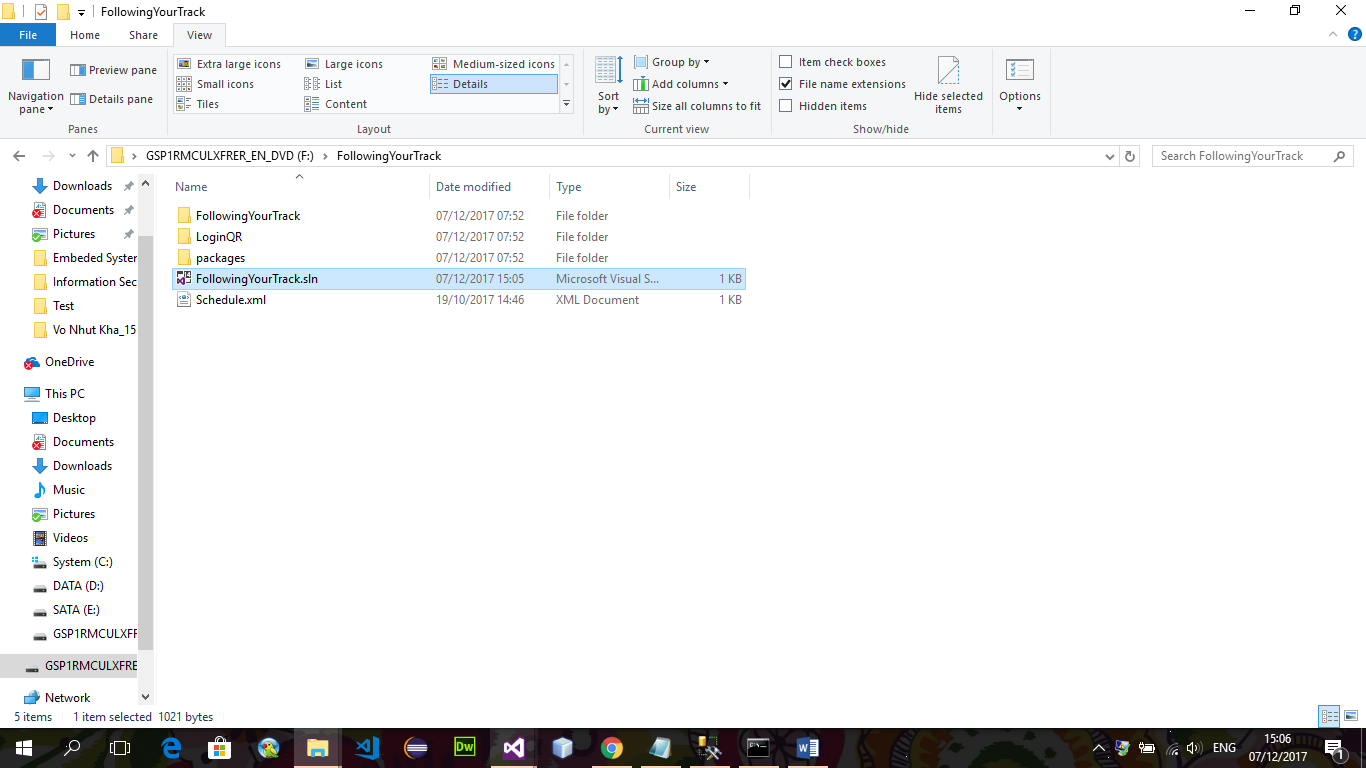 FollowingYourTrack
File Home Share View
Navigation pane
Preview pane
Details pane
Panes
Extra large icons Large icons Medium-sized icons
Small icons List Details
Tiles Content
Layout
Sort by
Group by
Add columns
Size all columns to fit
Current view
Item check boxes
File name extensions
Hidden items
Hide selected items
Show/hide
Options
GSP1RMCULXFRER_EN_DVD (F:) FollowingYourTrack
Search FollowingYourTrack
Downloads
Documents
Pictures
Embeded Syster
Information Sec
Test
Vo Nhut Kha_15
OneDrive
This PC
Desktop
Documents
Downloads
Music
Pictures
Videos
System (C:)
DATA (D:)
SATA (E:)
GSP1RMCULXFF
GSP1RMCULXFRE
Network
Name Date modified Type Size
FollowingYourTrack 07/12/2017 07:52 File folder
LoginQR 07/12/2017 07:52 File folder
packages 07/12/2017 07:52 File folder
FollowingYourTrack.sln 07/12/2017 15:05 Microsoft Visual S... 1 KB
Schedule.xml 19/10/2017 14:46 XML Document 1 KB
5 items 1 item selected 1021 bytes
Dw
ENG
15:06
07/12/2017
1